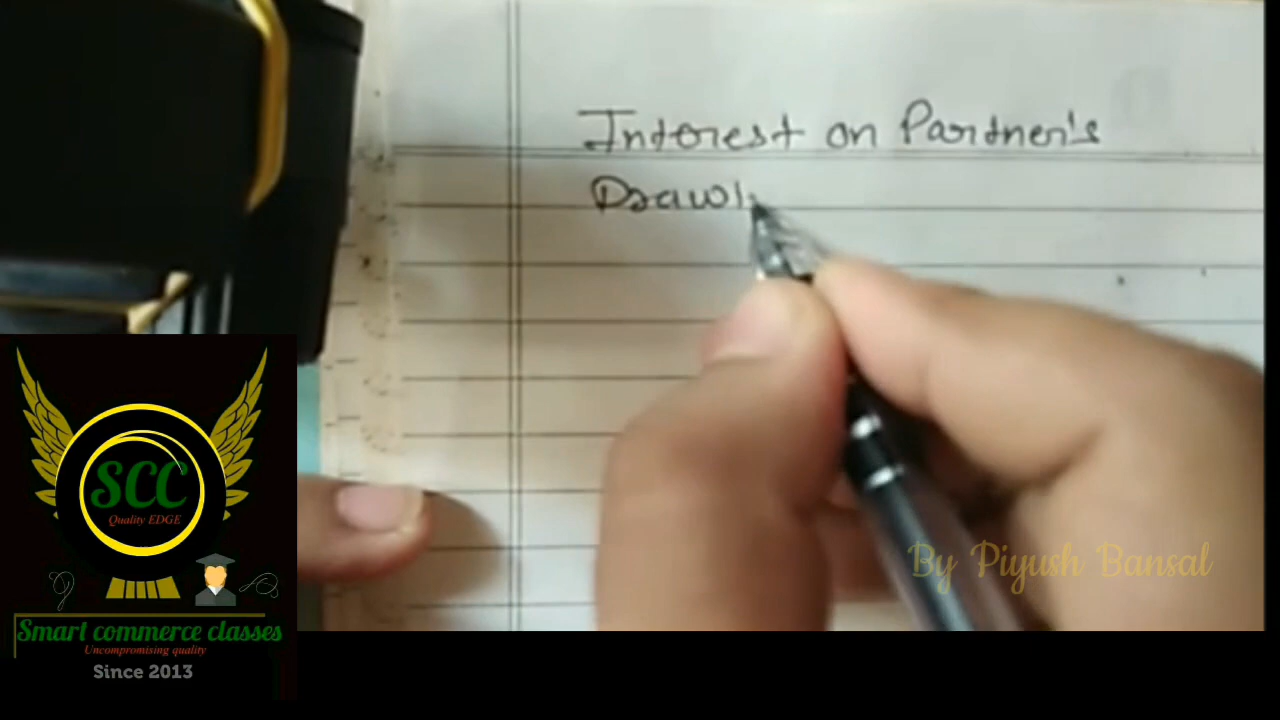 Interest on Partner's
Drawi
SCC
Quality EDGE
By Piyush Bansal
Smart commerce classes
Uncompromising quality
Since 2013